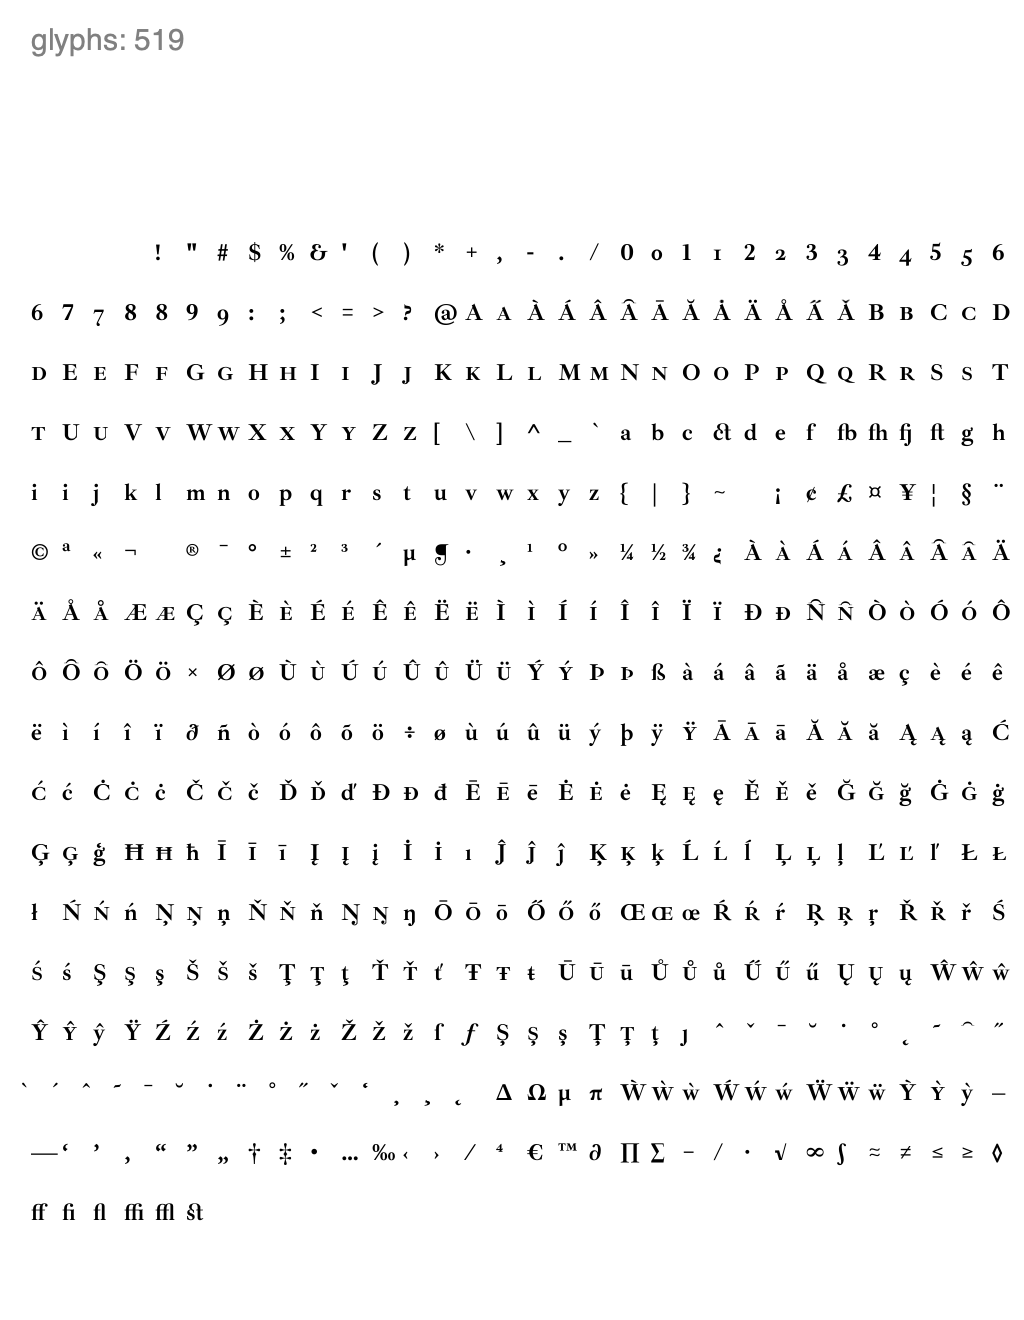 glyphs: 519
! " # $ % & ' ( ) * + , - . / 0 0 1 1 2 2 3 3 4 4 5 5 6
6 7 7 8 8 9 9 : ; < = > ? @ A ᴀ À Á Â Ȃ Ā Ă Ȧ Ä Å A̋ Ǎ B ʙ C ᴄ D
ᴅ E ᴇ F ꜰ G ɢ H ʜ I ɪ J ᴊ K ᴋ L ʟ M ᴍ N ɴ O ᴏ P ᴘ Q ꞯ R ʀ S ꜱ T
ᴛ U ᴜ V ᴠ W ᴡ X x Y ʏ Z ᴢ [ \ ] ^ _ ` a b c ct d e f fb fh fj ft g h
i i j k l m n o p q r s t u v w x y z { | } ~ ¡ ¢ £ ¤ ¥ ¦ § ¨
© ª « ¬ ® ¯ ° ± ² ³ ´ µ ¶ · ¸ ¹ º » ¼ ½ ¾ ¿ À À Á Á Â Â Ȃ Ȃ Ä
Ä Å Å Æ Æ Ç Ç È È É É Ê Ê Ë Ë Ì Ì Í Í Î Î Ï Ï Ð Ð Ñ Ñ Ò Ò Ó Ó Ô
Ô Ȏ Ȏ Ö Ö × Ø Ø Ù Ù Ú Ú Û Û Ü Ü Ý Ý Þ Þ ß à á â ã ä å æ ç è é ê
ë ì í î ï ð ñ ò ó ô õ ö ÷ ø ù ú û ü ý þ ÿ Ÿ Ā Ā ā Ă Ă ă Ą Ą ą Ć
Ć ć Ċ Ċ ċ Č Č č Ď Ď ď Đ Đ đ Ē Ē ē Ė Ė ė Ę Ę ę Ě Ě ě Ğ Ğ ğ Ġ Ġ ġ
Ģ Ģ ģ Ħ Ħ ħ Ī Ī ī Į Į į İ İ ı Ĵ Ĵ ĵ Ķ Ķ ķ Ĺ Ĺ ĺ Ļ Ļ ļ Ľ Ľ ľ Ł Ł
ł Ń Ń ń Ņ Ņ ņ Ň Ň ň Ŋ Ŋ ŋ Ō Ō ō Ő Ő ő Œ Œ œ Ŕ Ŕ ŕ Ŗ Ŗ ŗ Ř Ř ř Ś
Ś ś Ş Ş ş Š Š š Ţ Ţ ţ Ť Ť ť Ŧ Ŧ ŧ Ū Ū ū Ů Ů ů Ű Ű ű Ų Ų ų Ŵ Ŵ ŵ
Ŷ Ŷ ŷ Ÿ Ź Ź ź Ż Ż ż Ž Ž ž ſ ƒ Ș Ș ș Ț Ț ț ȷ ˆ ˇ ˉ ˘ ˙ ˚ ˛ ˜ ̑ ˝
̀ ́ ̂ ̃ ̄ ̆ ̇ ̈ ̊ ̋ ̌ ̒ ̦ ̧ ̨ Δ Ω μ π Ẁ Ẁ ẁ Ẃ Ẃ ẃ Ẅ Ẅ ẅ Ỳ Ỳ ỳ –
— ‘ ’ ‚ “ ” „ † ‡ • … ‰ ‹ › ⁄ ⁴ € ™ ∂ ∏ ∑ − ∕ ∙ √ ∞ ∫ ≈ ≠ ≤ ≥ ◊
ff fi fl ffi ffl st